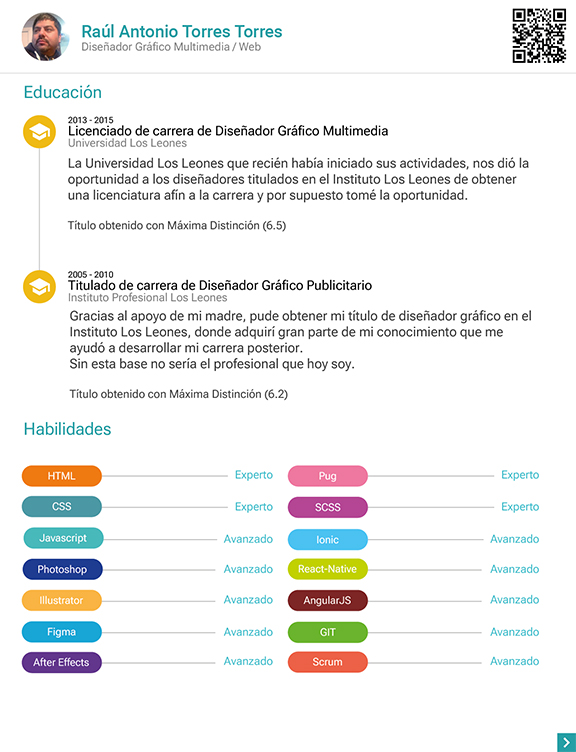 Raúl Antonio Torres Torres
Diseñador Gráfico Multimedia / Web
Educación
2013 - 2015
Licenciado de carrera de Diseñador Gráfico Multimedia
Universidad Los Leones
La Universidad Los Leones que recién había iniciado sus actividades, nos dió la
oportunidad a los diseñadores titulados en el Instituto Los Leones de obtener
una licenciatura afín a la carrera y por supuesto tomé la oportunidad.
Título obtenido con Máxima Distinción (6.5)
2005 - 2010
Titulado de carrera de Diseñador Gráfico Publicitario
Instituto Profesional Los Leones
Gracias al apoyo de mi madre, pude obtener mi título de diseñador gráfico en el
Instituto Los Leones, donde adquirí gran parte de mi conocimiento que me
ayudó a desarrollar mi carrera posterior.
Sin esta base no sería el profesional que hoy soy.
Título obtenido con Máxima Distinción (6.2)
Habilidades
HTML Experto
CSS Experto
Javascript Avanzado
Photoshop Avanzado
Illustrator Avanzado
Figma Avanzado
After Effects Avanzado
Pug Experto
SCSS Experto
Ionic Avanzado
React-Native Avanzado
AngularJS Avanzado
GIT Avanzado
Scrum Avanzado